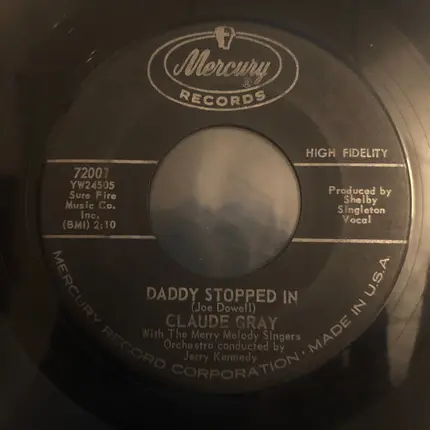 Mercury
RECORDS
HIGH FIDELITY
72007
YW24505
Sure Fire
Music Co.
Inc.
(BMI) 2:10
Produced by
Shelby
Singleton
Vocal
DADDY STOPPED IN
(Joe Dowell)
CLAUDE GRAY
With The Merry Melody Singers
Orchestra conducted by
Jerry Kennedy
MERCURY RECORD CORPORATION • MADE IN U.S.A.